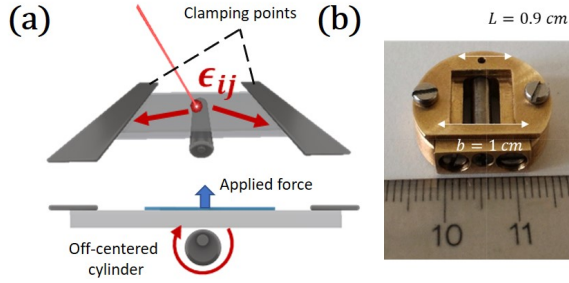 (a)
Clamping points
ϵij
Applied force
Off-centered
cylinder
(b)
L = 0.9 cm
b = 1 cm
10
11